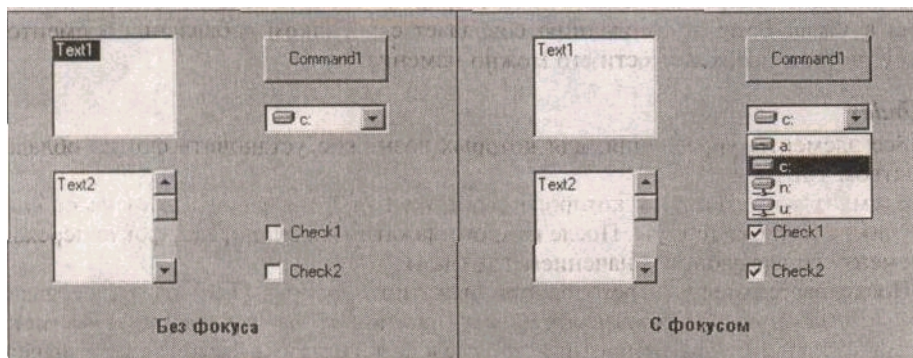 Text1
Command1
c:
Text2
Check1
Check2
Без фокуса
Text1
Command1
c:
a:
c:
n:
u:
Text2
Check1
Check2
С фокусом